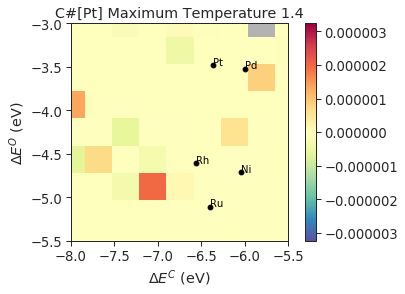 C#[Pt] Maximum Temperature 1.4
ΔE^O (eV)
−3.0
−3.5
−4.0
−4.5
−5.0
−5.5
Pt
Pd
Rh
Ni
Ru
−8.0 −7.5 −7.0 −6.5 −6.0 −5.5
ΔE^C (eV)
0.000003
0.000002
0.000001
0.000000
−0.000001
−0.000002
−0.000003